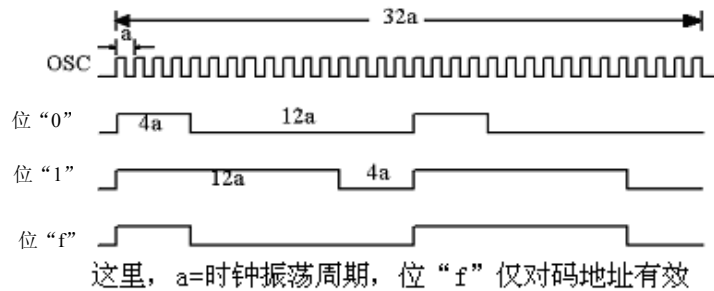 32a
a
OSC
位“0” 4a 12a
位“1” 12a 4a
位“f”
这里，a=时钟振荡周期，位“f”仅对码地址有效